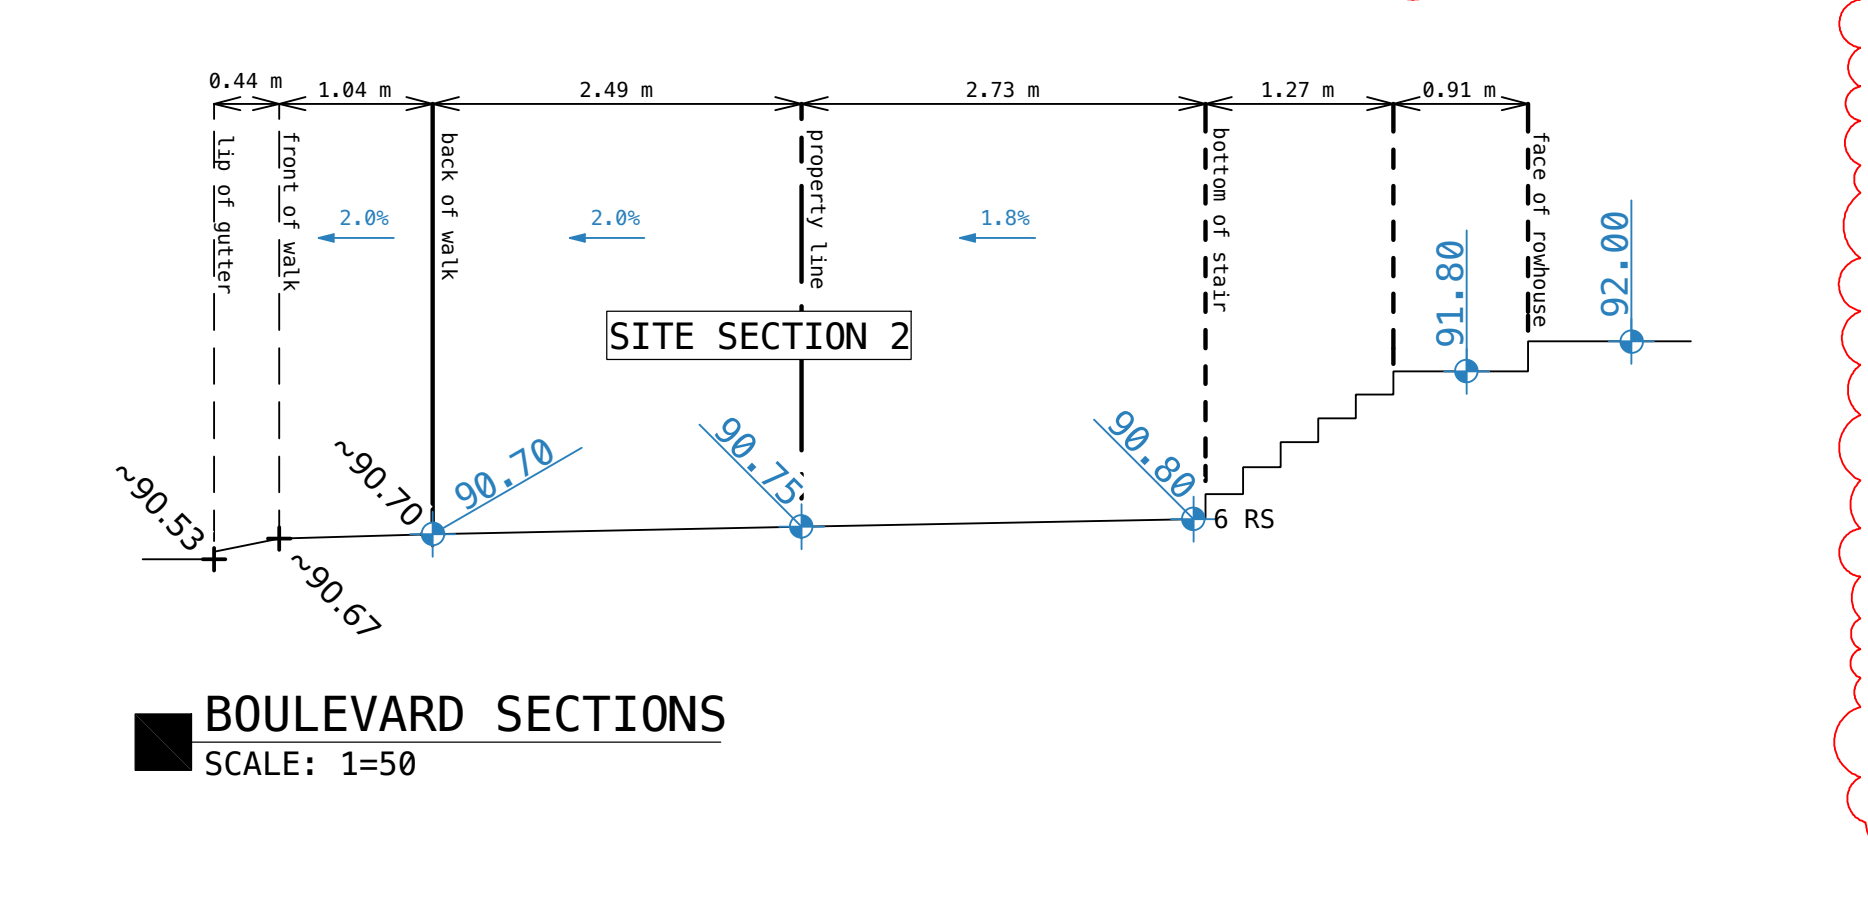 0.44 m
1.04 m
2.49 m
2.73 m
1.27 m
0.91 m
lip of gutter
front of walk
back of walk
property line
bottom of stair
face of rowhouse
2.0%
2.0%
1.8%
91.80
92.00
SITE SECTION 2
~90.53
~90.67
~90.70
90.70
90.75
90.80
6 RS
BOULEVARD SECTIONS
SCALE: 1=50